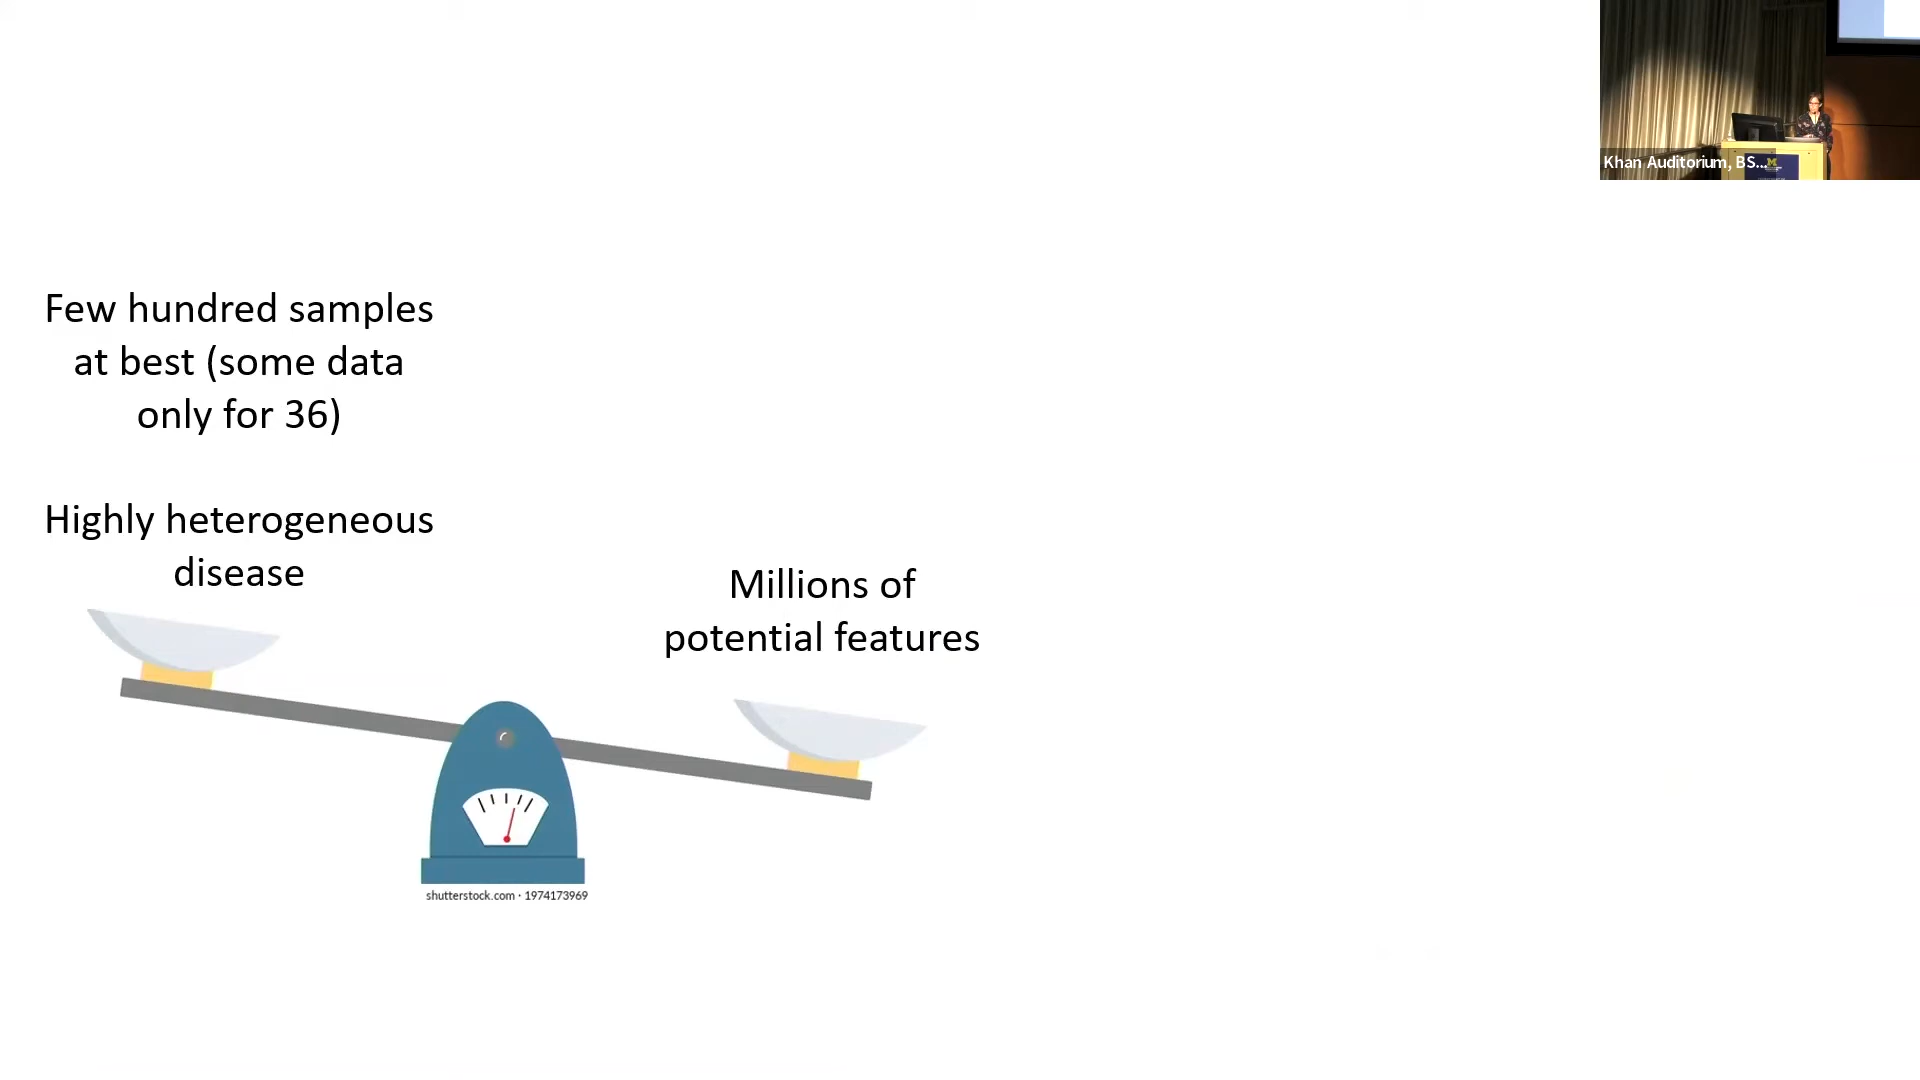 Khan Auditorium, BS...
Few hundred samples
at best (some data
only for 36)
Highly heterogeneous
disease
Millions of
potential features
shutterstock.com · 1974173969